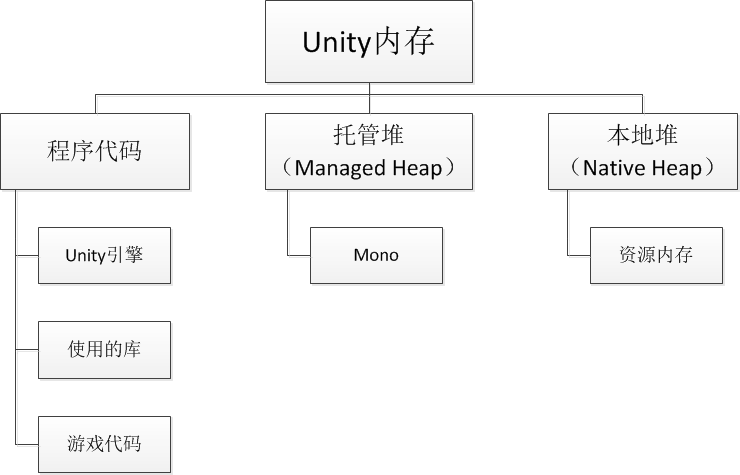 Unity内存
程序代码
托管堆
（Managed Heap）
本地堆
（Native Heap）
Unity引擎
Mono
资源内存
使用的库
游戏代码